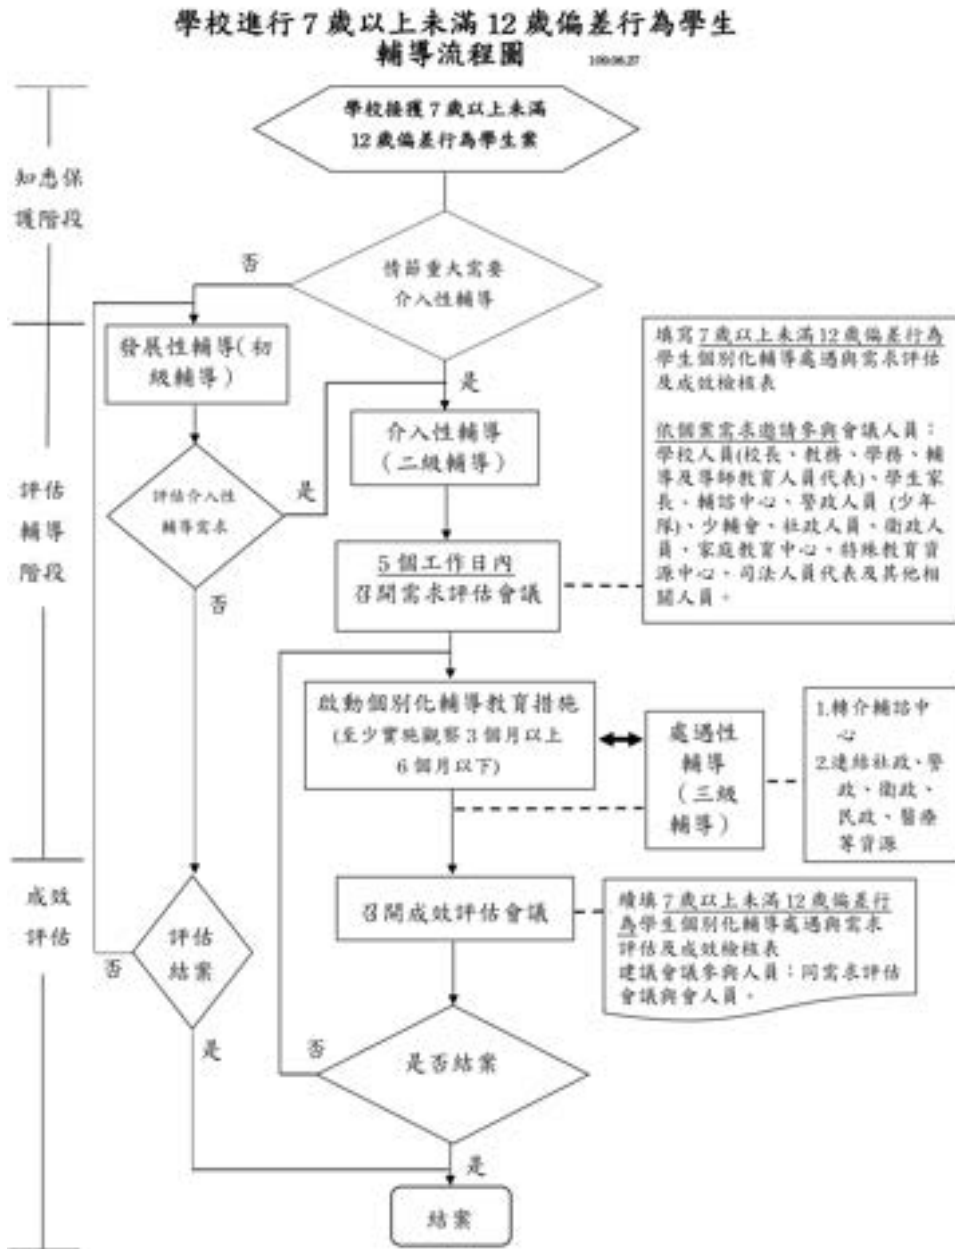 學校進行 7 歲以上未滿 12 歲偏差行為學生
輔導流程圖
109.06.27
學校接獲 7 歲以上未滿
12 歲偏差行為學生案
知悉保
護階段
情節重大需要
介入性輔導
否
是
發展性輔導(初
級輔導)
介入性輔導
(二級輔導)
填寫 7歲以上未滿12歲偏差行為
學生個別化輔導處遇與需求評估
及成效檢核表
依個案需求邀請參與會議人員：
學校人員(校長、教務、學務、輔
導及導師教育人員代表)、學生家
長、輔諮中心、警政人員 (少年
隊)、少輔會、社政人員、衛政人
員、家庭教育中心、特殊教育資
源中心、司法人員代表及其他相
關人員。
評估
輔導
階段
評估介入性
輔導需求
是
否
5 個工作日內
召開需求評估會議
啟動個別化輔導教育措施
(至少實施觀察 3 個月以上
6 個月以下)
處遇性
輔導
(三級
輔導)
1.轉介輔諮中
心
2.連結社政、警
政、衛政、
民政、醫療
等資源
成效
評估
評估
結案
否
是
召開成效評估會議
續填 7歲以上未滿 12 歲偏差行
為學生個別化輔導處遇與需求
評估及成效檢核表
建議會議參與人員：同需求評估
會議與會人員。
是否結案
否
是
結案